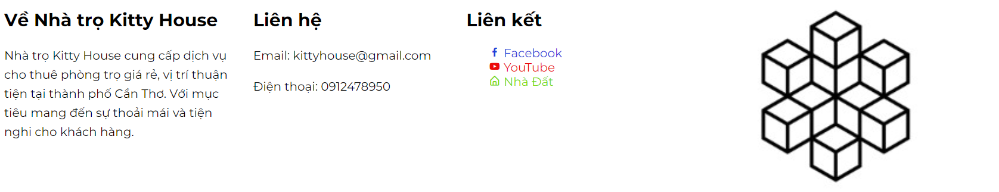 Về Nhà trọ Kitty House
Nhà trọ Kitty House cung cấp dịch vụ
cho thuê phòng trọ giá rẻ, vị trí thuận
tiện tại thành phố Cần Thơ. Với mục
tiêu mang đến sự thoải mái và tiện
nghi cho khách hàng.
Liên hệ
Email: kittyhouse@gmail.com
Điện thoại: 0912478950
Liên kết
Facebook
YouTube
Nhà Đất